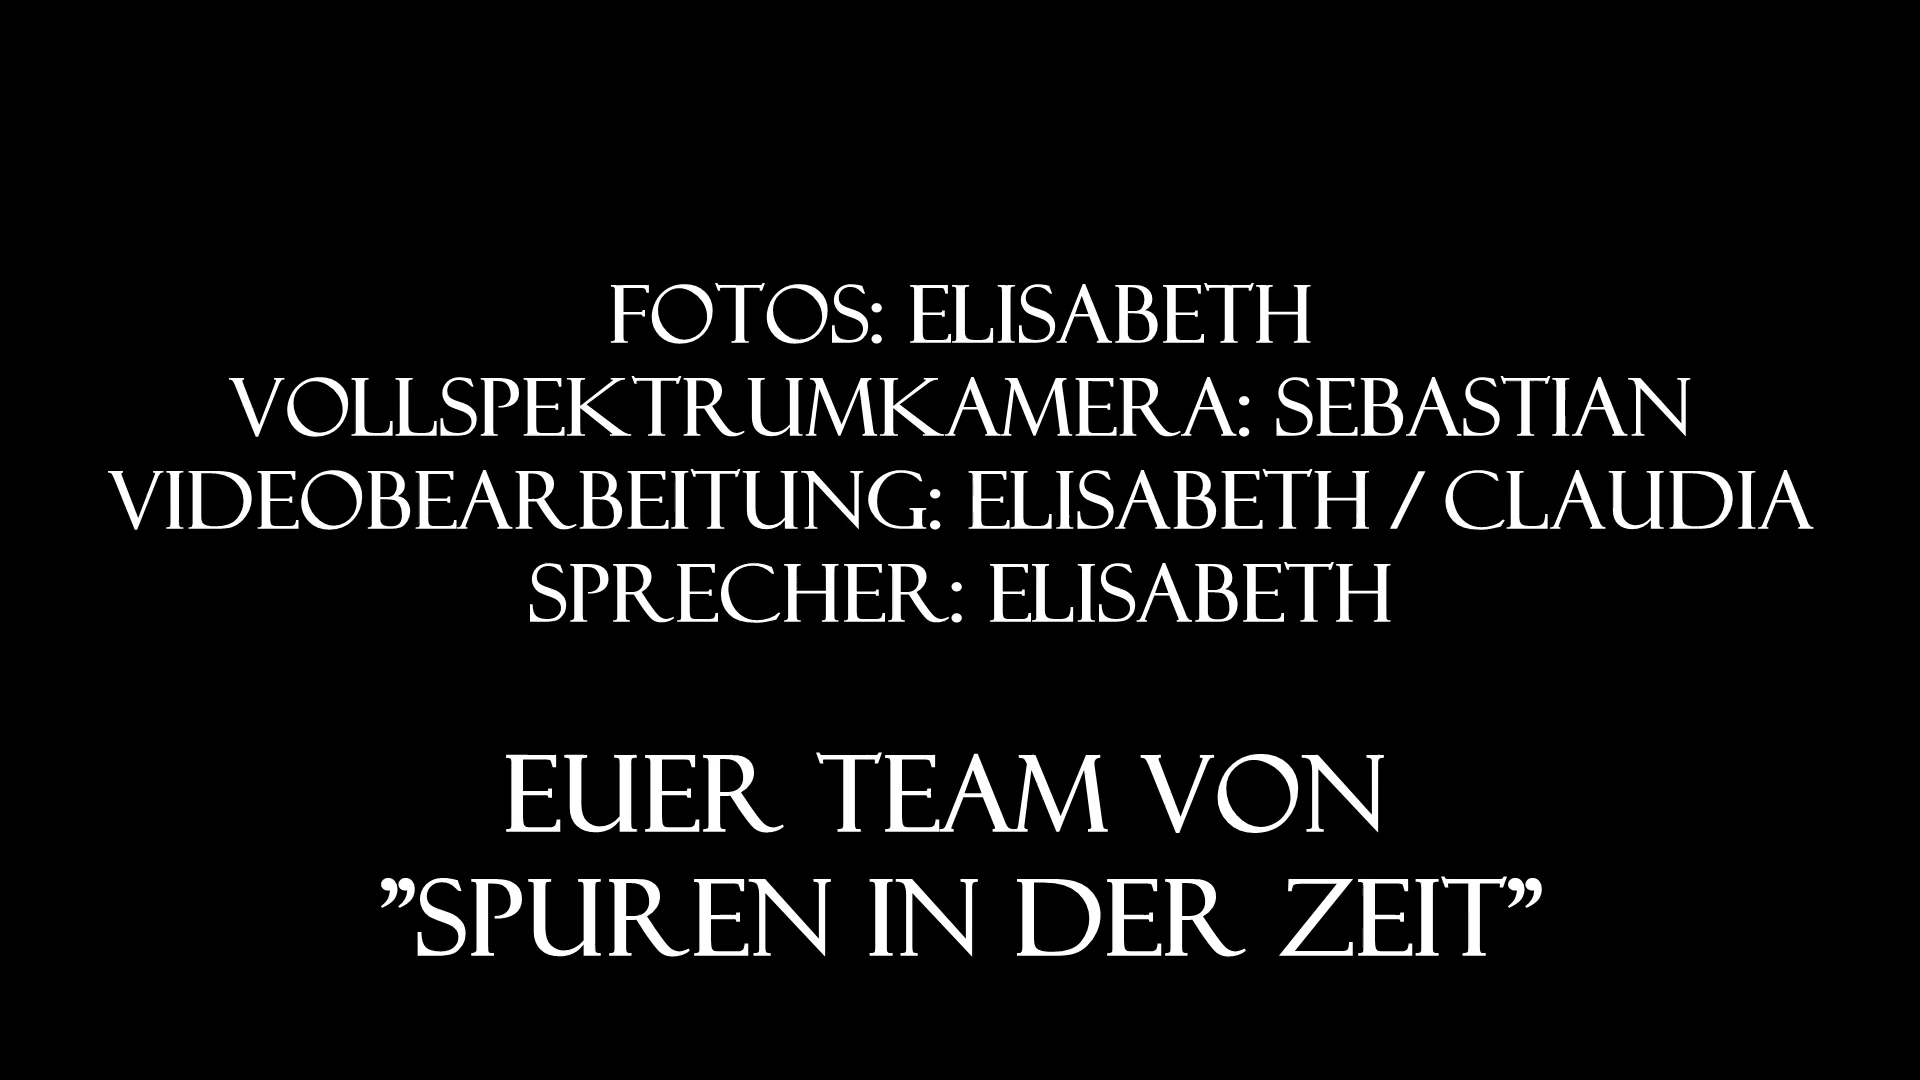 FOTOS: ELISABETH
VOLLSPEKTRUMKAMERA: SEBASTIAN
VIDEOBEARBEITUNG: ELISABETH / CLAUDIA
SPRECHER: ELISABETH
EUER TEAM VON
”SPUREN IN DER ZEIT”